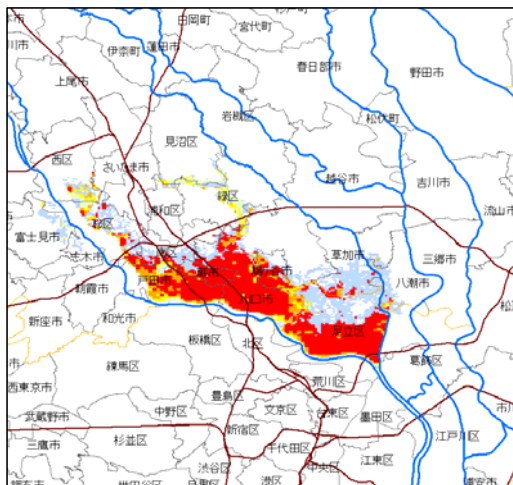 白岡町
宮代町
伊奈町
蓮田市
春日部市
野田市
上尾市
岩槻区
松伏町
見沼区
西区
さいたま市
越谷市
吉川市
緑区
浦和区
流山市
富士見市
草加市
三郷市
志木市
戸田市
八潮市
朝霞市
川口市
新座市
和光市
足立区
板橋区
北区
葛飾区
練馬区
荒川区
西東京市
豊島区
中野区
文京区
台東区
墨田区
武蔵野市
新宿区
江戸川区
三鷹市
杉並区
千代田区
渋谷区
中央区
江東区
港区
浦安市